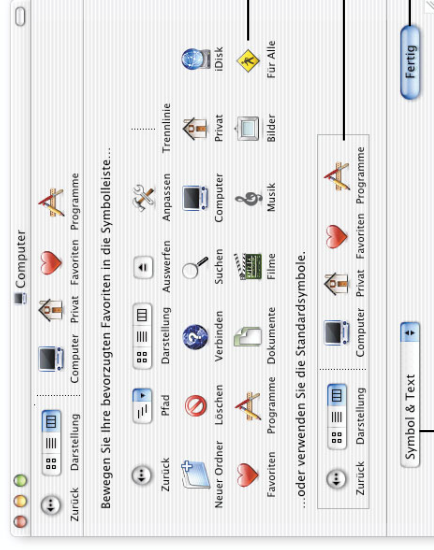 Computer
Zurück Darstellung Computer Privat Favoriten Programme
Bewegen Sie Ihre bevorzugten Favoriten in die Symbolleiste...
Zurück Pfad Darstellung Auswerfen Anpassen Trennlinie
Neuer Ordner Löschen Verbinden Suchen Computer Privat iDisk
Favoriten Programme Dokumente Filme Musik Bilder Für Alle
...oder verwenden Sie die Standardsymbole.
Zurück Darstellung Computer Privat Favoriten Programme
Symbol & Text Fertig